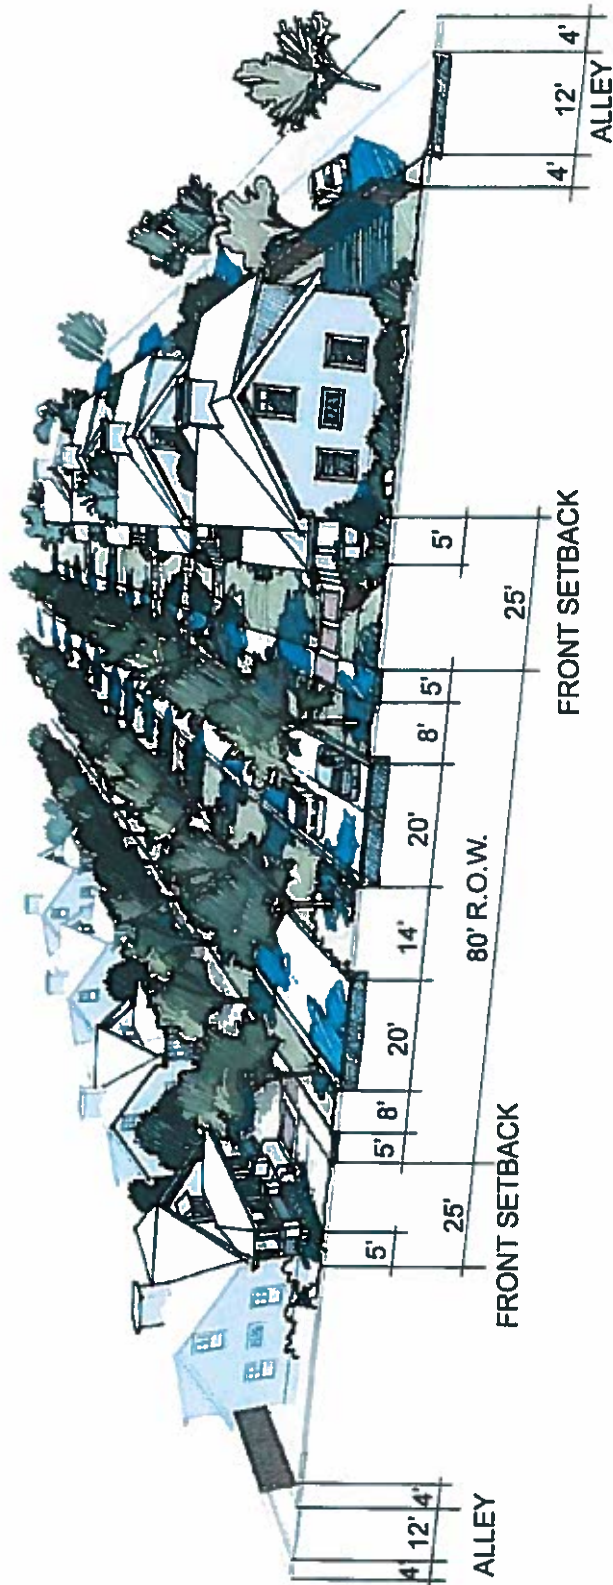 4' 12' 4'
ALLEY
5'
25'
FRONT SETBACK
5' 8' 20' 14' 20' 8' 5'
80' R.O.W.
5'
25'
FRONT SETBACK
4' 12' 4'
ALLEY